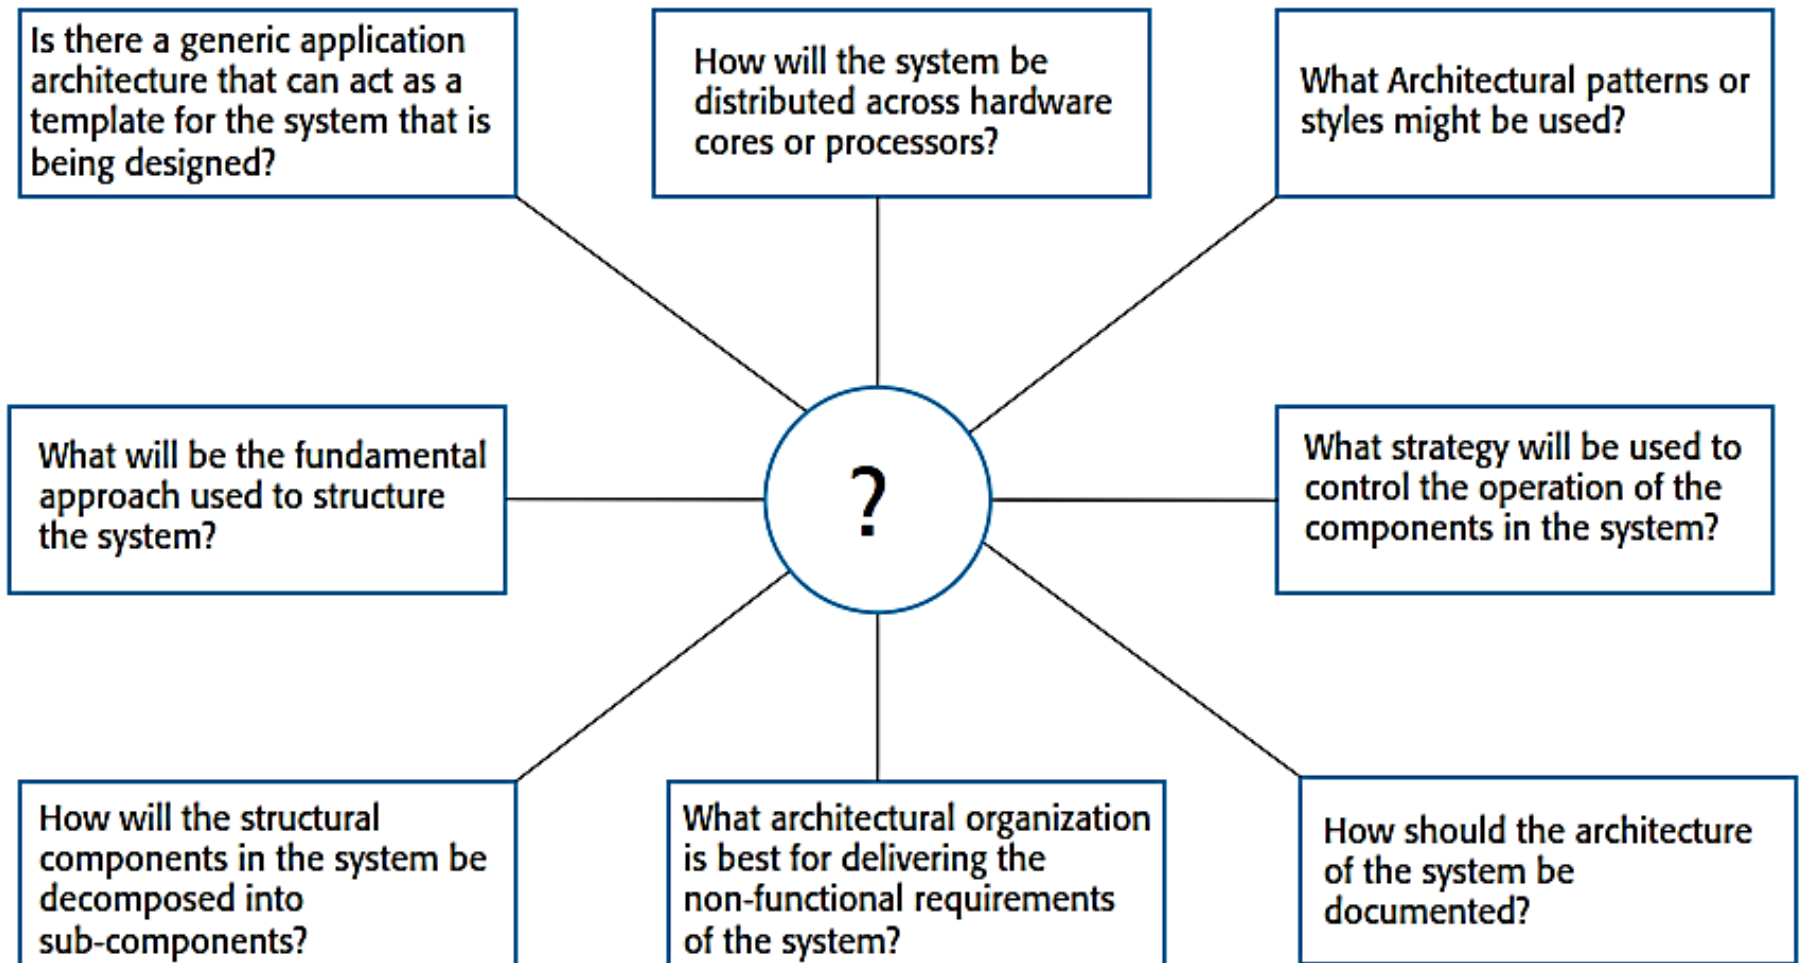 Is there a generic application
architecture that can act as a
template for the system that is
being designed?
How will the system be
distributed across hardware
cores or processors?
What Architectural patterns or
styles might be used?
What will be the fundamental
approach used to structure
the system?
?
What strategy will be used to
control the operation of the
components in the system?
How will the structural
components in the system be
decomposed into
sub-components?
What architectural organization
is best for delivering the
non-functional requirements
of the system?
How should the architecture
of the system be
documented?